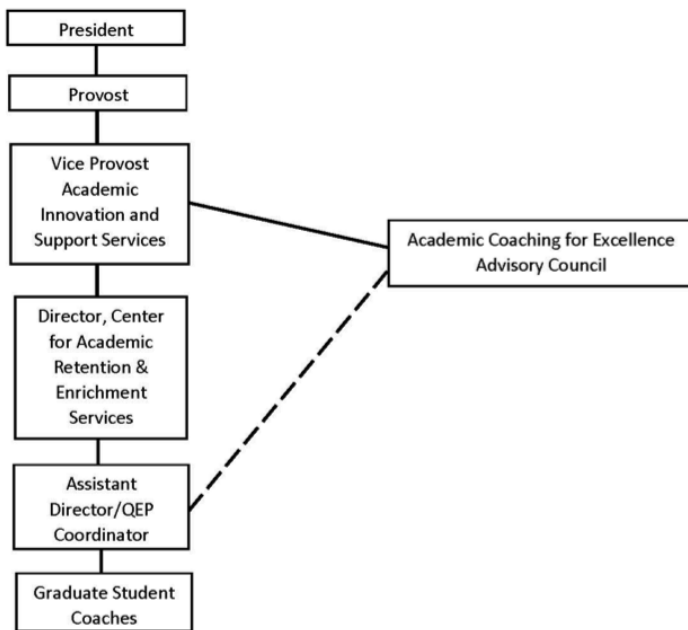 President
Provost
Vice Provost
Academic
Innovation and
Support Services
Academic Coaching for Excellence
Advisory Council
Director, Center
for Academic
Retention &
Enrichment
Services
Assistant
Director/QEP
Coordinator
Graduate Student
Coaches